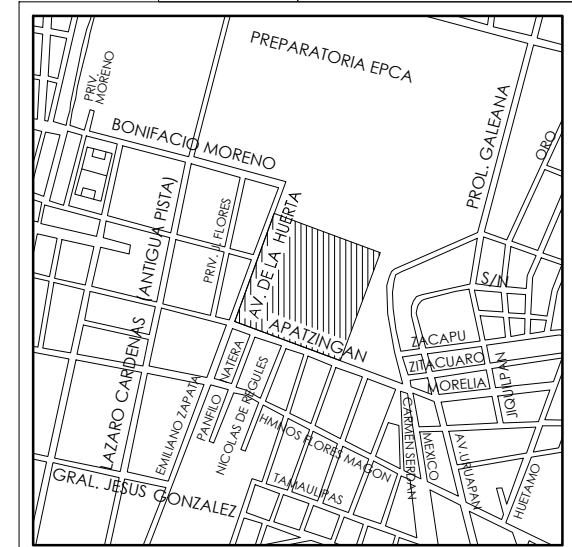 PREPARATORIA EPCA
PRIV.
MORENO
BONIFACIO MORENO
PROL. GALEANA
ORO
(ANTIGUA PISTA)
PRIV. J. FLORES
AV. DE LA HUERTA
S/N
APATZINGAN
ZACAPU
ZITACUARO
MORELIA
JIQUILPAN
LAZARO CARDENAS
EMILIANO ZAPATA
PANFILO NATERA
NICOLAS DE REGULES
HMNOS FLORES MAGON
CARMEN SERDAN
MEXICO
AV. URUAPAN
HUETAMO
TAMAULIPAS
GRAL. JESUS GONZALEZ